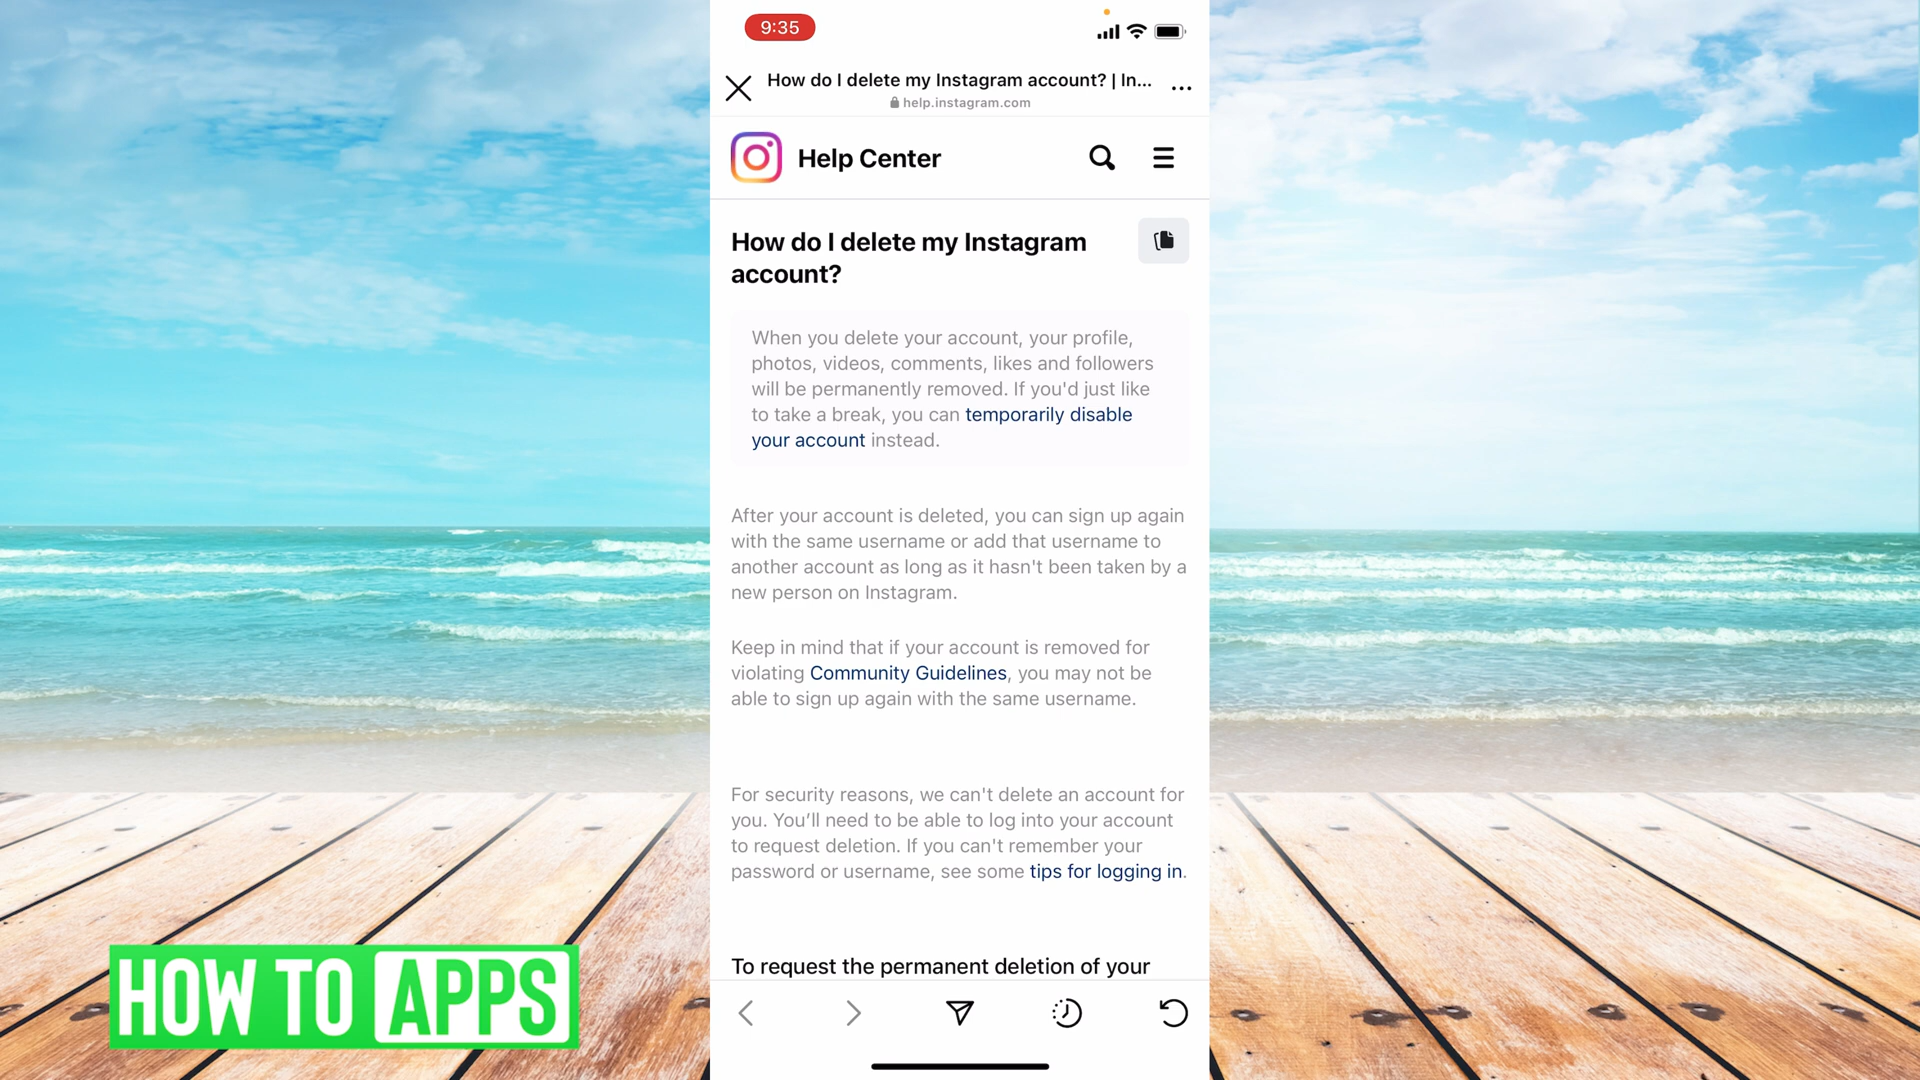 9:35
How do I delete my Instagram account? | In...
help.instagram.com
Help Center
How do I delete my Instagram
account?
When you delete your account, your profile,
photos, videos, comments, likes and followers
will be permanently removed. If you'd just like
to take a break, you can temporarily disable
your account instead.
After your account is deleted, you can sign up again
with the same username or add that username to
another account as long as it hasn't been taken by a
new person on Instagram.
Keep in mind that if your account is removed for
violating Community Guidelines, you may not be
able to sign up again with the same username.
For security reasons, we can't delete an account for
you. You’ll need to be able to log into your account
to request deletion. If you can't remember your
password or username, see some tips for logging in.
To request the permanent deletion of your
HOW TO APPS